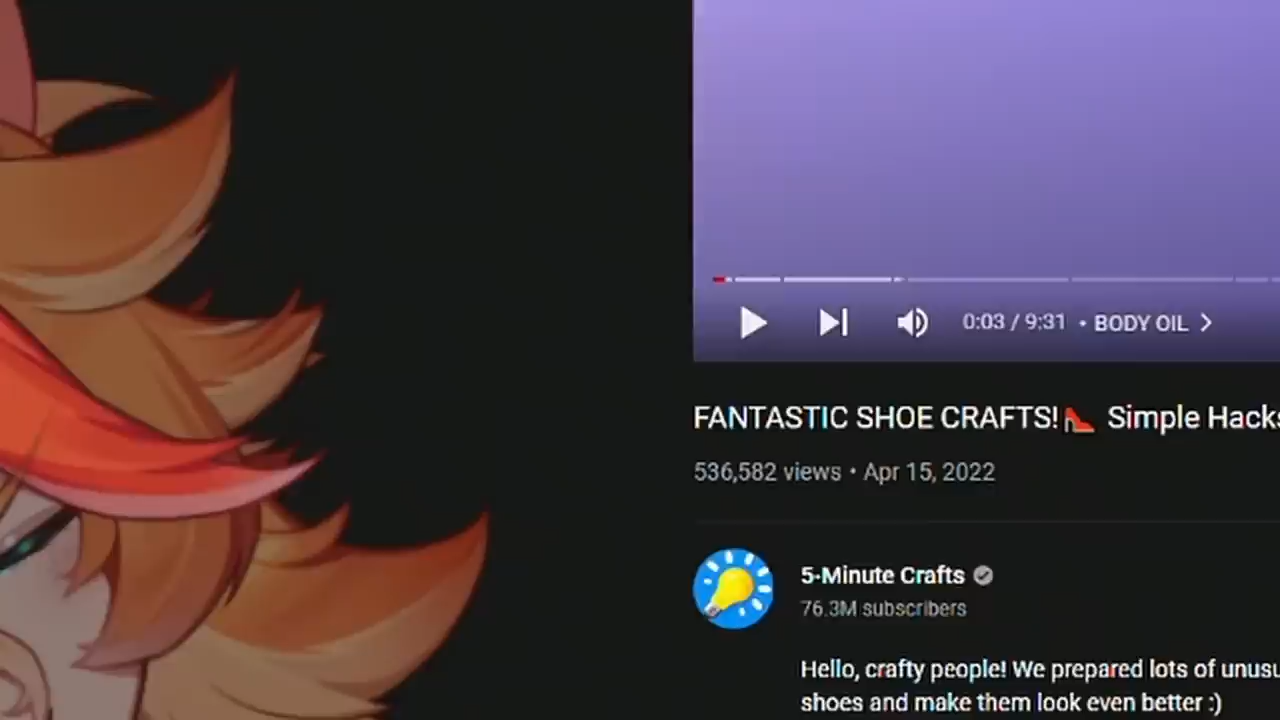 0:03 / 9:31 • BODY OIL
FANTASTIC SHOE CRAFTS!👠 Simple Hacks
536,582 views • Apr 15, 2022
5-Minute Crafts
76.3M subscribers
Hello, crafty people! We prepared lots of unusu
shoes and make them look even better :)